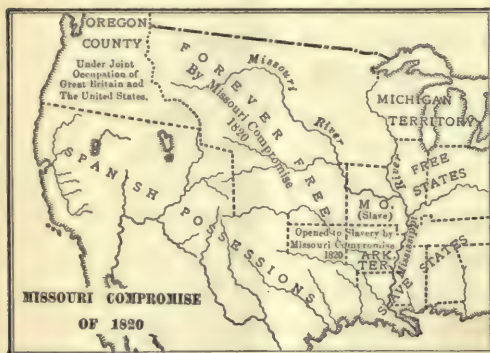 OREGON
COUNTY
Under Joint
Occupation of
Great Britain and
The United States.
FOREVER FREE
By Missouri Compromise
1820
Missouri
River
MICHIGAN
TERRITORY
FREE
STATES
SPANISH POSSESSIONS
MO.
(Slave)
Opened to Slavery by
Missouri Compromise
1820
ARK.
TER.
Mississippi
River
SLAVE STATES
MISSOURI COMPROMISE
OF 1820